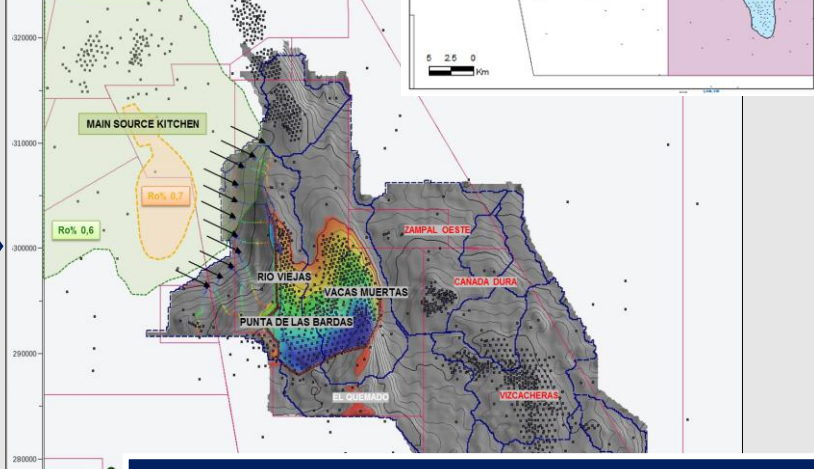 5 2.5 0
Km
-320000
-310000
-300000
-290000
-280000
MAIN SOURCE KITCHEN
Ro% 0,7
Ro% 0,6
ZAMPAL OESTE
RIO VIEJAS
CANADA DURA
VACAS MUERTAS
PUNTA DE LAS BARDAS
EL QUEMADO
VIZCACHERAS